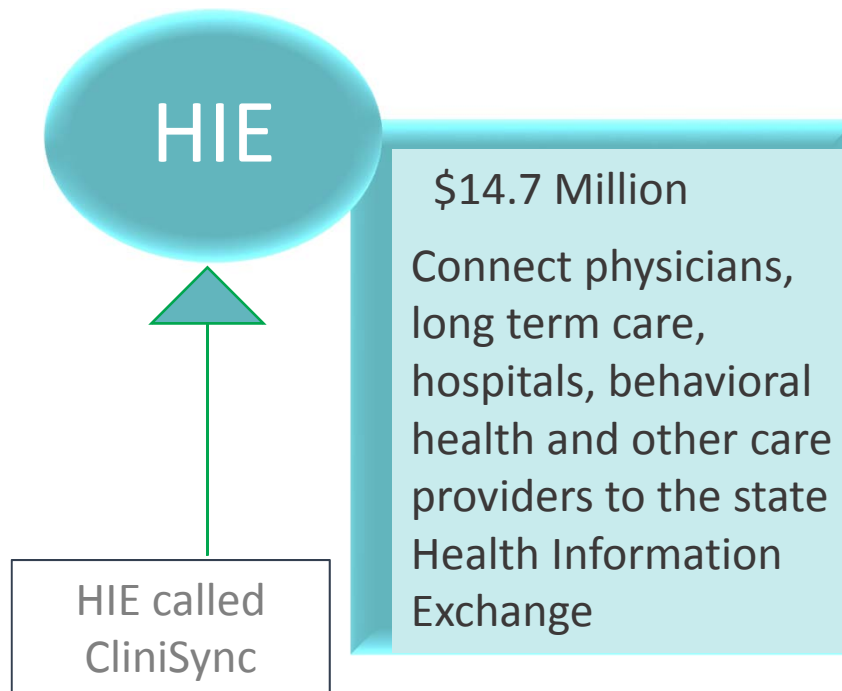 HIE
$14.7 Million
Connect physicians,
long term care,
hospitals, behavioral
health and other care
providers to the state
Health Information
Exchange
HIE called
CliniSync